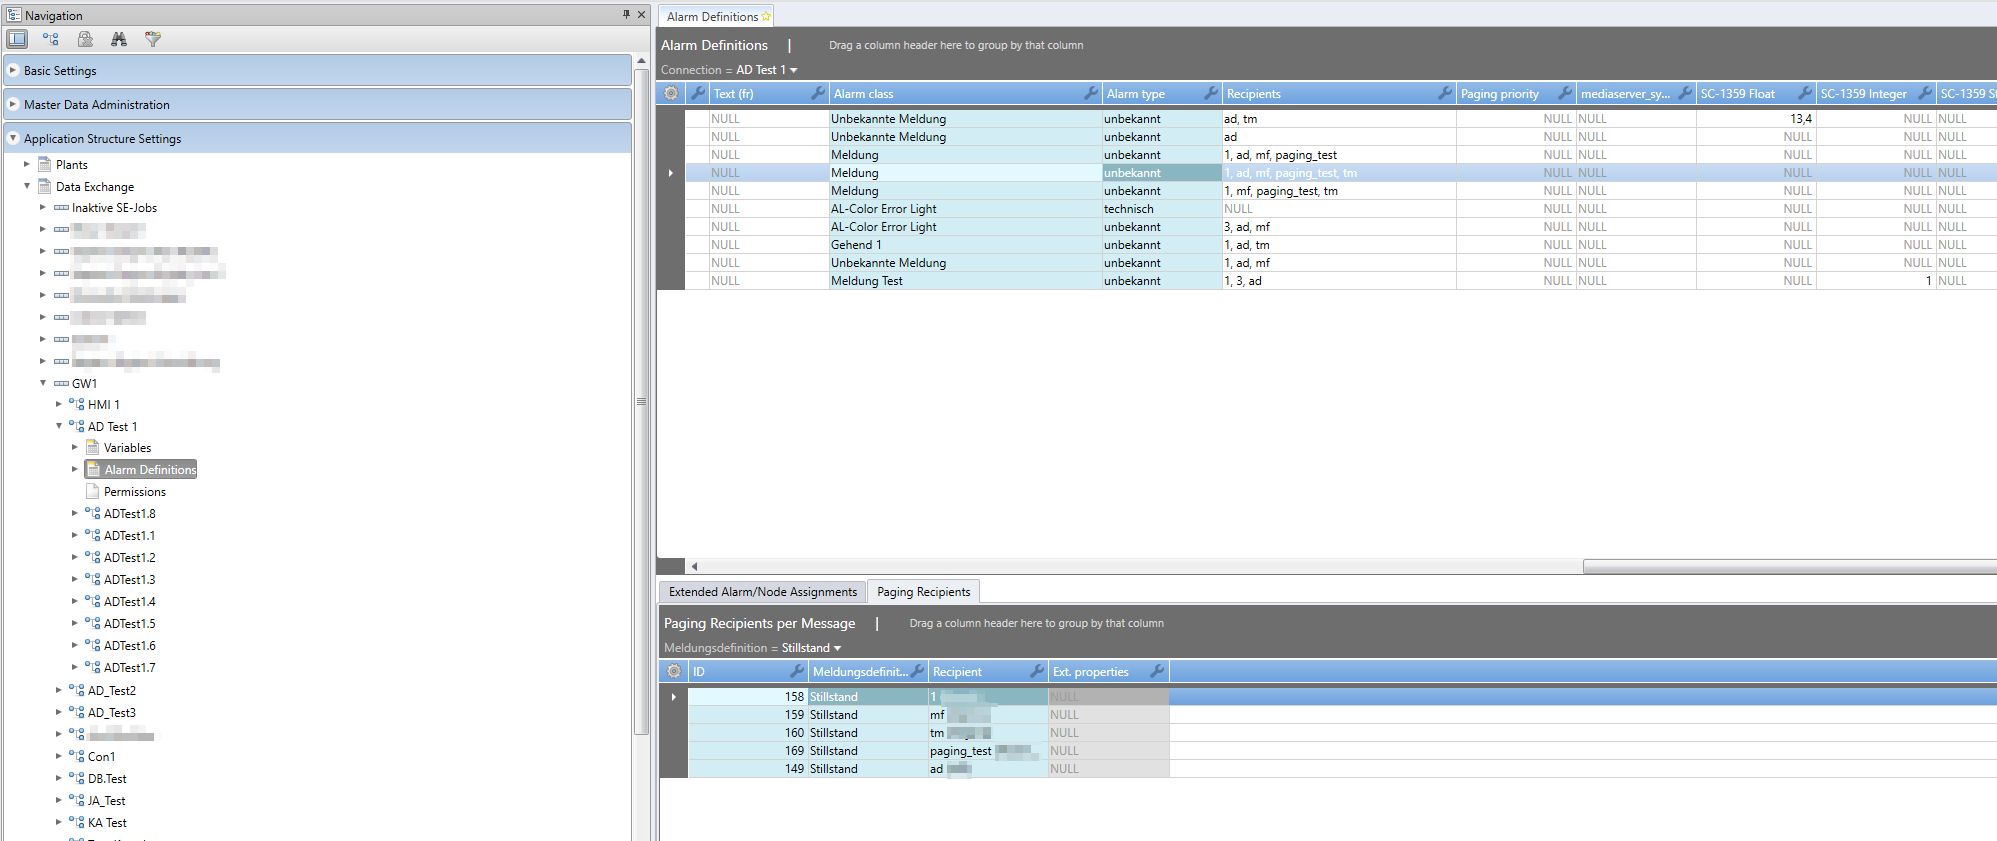 Navigation
Basic Settings
Master Data Administration
Application Structure Settings
Plants
Data Exchange
Inaktive SE-Jobs
GW1
HMI 1
AD Test 1
Variables
Alarm Definitions
Permissions
ADTest1.8
ADTest1.1
ADTest1.2
ADTest1.3
ADTest1.4
ADTest1.5
ADTest1.6
ADTest1.7
AD_Test2
AD_Test3
Con1
DB.Test
JA_Test
KA Test
Alarm Definitions
Alarm Definitions | Drag a column header here to group by that column
Connection = AD Test 1
Text (fr) Alarm class Alarm type Recipients Paging priority mediaserver_sy... SC-1359 Float SC-1359 Integer SC-1359 St
NULL Unbekannte Meldung unbekannt ad, tm NULL NULL 13,4 NULL NULL
NULL Unbekannte Meldung unbekannt ad NULL NULL NULL NULL NULL
NULL Meldung unbekannt 1, ad, mf, paging_test NULL NULL NULL NULL NULL
NULL Meldung unbekannt 1, ad, mf, paging_test, tm NULL NULL NULL NULL NULL
NULL Meldung unbekannt 1, mf, paging_test, tm NULL NULL NULL NULL NULL
NULL AL-Color Error Light technisch NULL NULL NULL NULL NULL NULL
NULL AL-Color Error Light unbekannt 3, ad, mf NULL NULL NULL NULL NULL
NULL Gehend 1 unbekannt 1, ad, tm NULL NULL NULL NULL NULL
NULL Unbekannte Meldung unbekannt 1, ad, mf NULL NULL NULL NULL NULL
NULL Meldung Test unbekannt 1, 3, ad NULL NULL NULL 1 NULL
Extended Alarm/Node Assignments Paging Recipients
Paging Recipients per Message | Drag a column header here to group by that column
Meldungsdefinition = Stillstand
ID Meldungsdefinit... Recipient Ext. properties
158 Stillstand 1 NULL
159 Stillstand mf NULL
160 Stillstand tm NULL
169 Stillstand paging_test NULL
149 Stillstand ad NULL